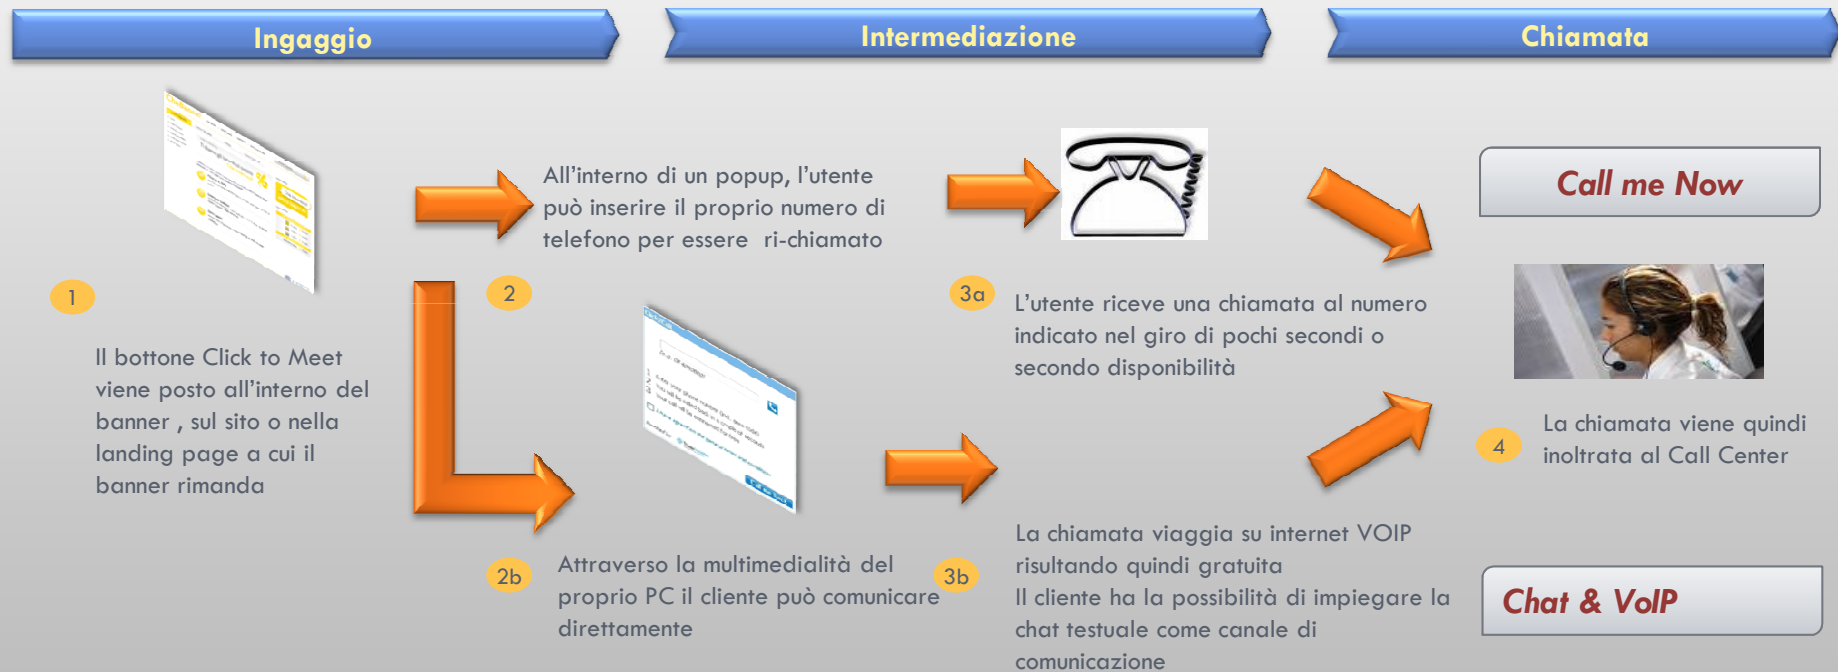 Ingaggio
Intermediazione
Chiamata
All'interno di un popup, l'utente
può inserire il proprio numero di
telefono per essere ri-chiamato
Call me Now
1
2
3a
L'utente riceve una chiamata al numero
indicato nel giro di pochi secondi o
secondo disponibilità
Il bottone Click to Meet
viene posto all'interno del
banner , sul sito o nella
landing page a cui il
banner rimanda
4
La chiamata viene quindi
inoltrata al Call Center
2b
Attraverso la multimedialità del
proprio PC il cliente può comunicare
direttamente
3b
La chiamata viaggia su internet VOIP
risultando quindi gratuita
Il cliente ha la possibilità di impiegare la
chat testuale come canale di
comunicazione
Chat & VoIP